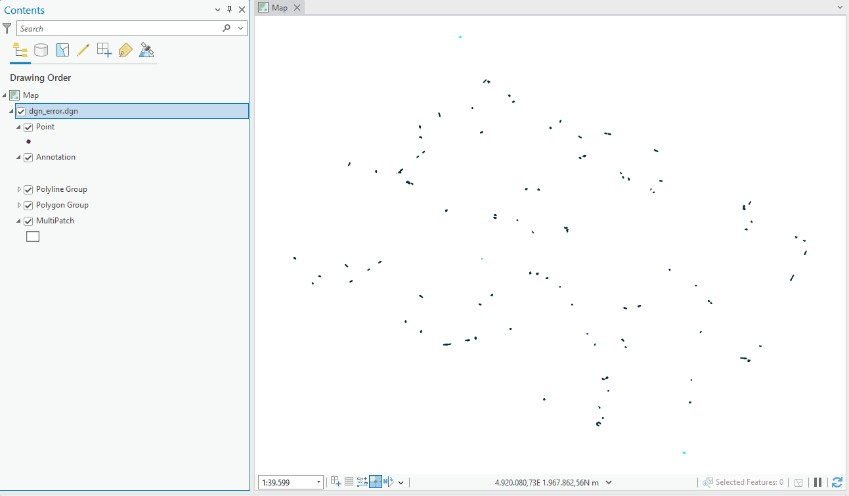 Contents
Search
Drawing Order
Map
dgn_error.dgn
Point
Annotation
Polyline Group
Polygon Group
MultiPatch
Map
1:39.599
4.920.080,73E 1.967.862,56N m
Selected Features: 0